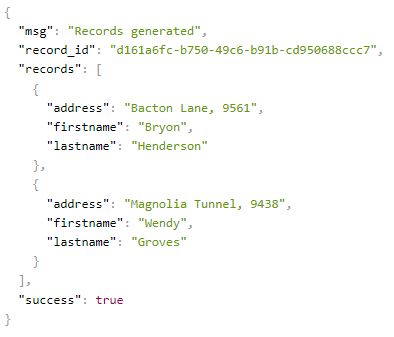 {
"msg": "Records generated",
"record_id": "d161a6fc-b750-49c6-b91b-cd950688ccc7",
"records": [
{
"address": "Bacton Lane, 9561",
"firstname": "Bryon",
"lastname": "Henderson"
},
{
"address": "Magnolia Tunnel, 9438",
"firstname": "Wendy",
"lastname": "Groves"
}
],
"success": true
}